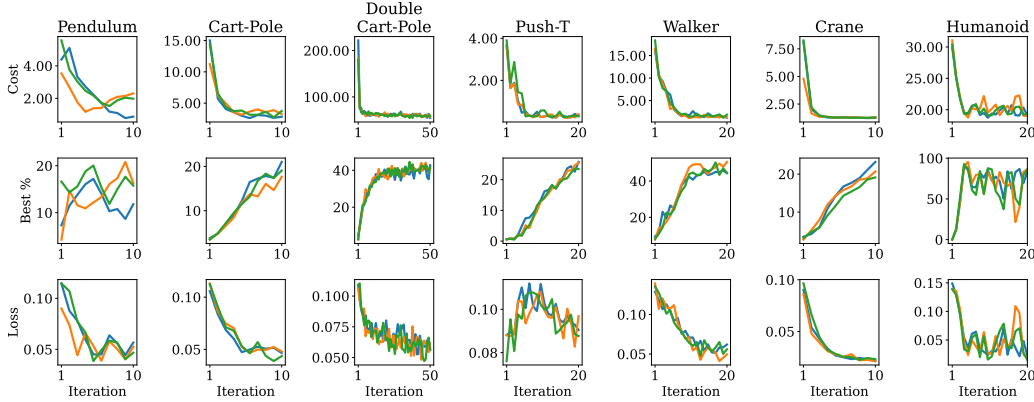 Pendulum Cart-Pole Double Cart-Pole Push-T Walker Crane Humanoid
Cost
4.00 2.00
15.00 10.00 5.00
200.00 100.00
4.00 2.00
15.00 10.00 5.00
7.50 5.00 2.50
30.00 25.00 20.00
1 10 1 10 1 50 1 20 1 20 1 10 1 20
Best %
20 10
20 10
40 20
20 0
40 20
20 10
100 50 0
1 10 1 10 1 50 1 20 1 20 1 10 1 20
Loss
0.10 0.05
0.10 0.05
0.100 0.075 0.050
0.10 0.08
0.10 0.05
0.10 0.05
0.15 0.10 0.05
1 10 1 10 1 50 1 20 1 20 1 10 1 20
Iteration Iteration Iteration Iteration Iteration Iteration Iteration